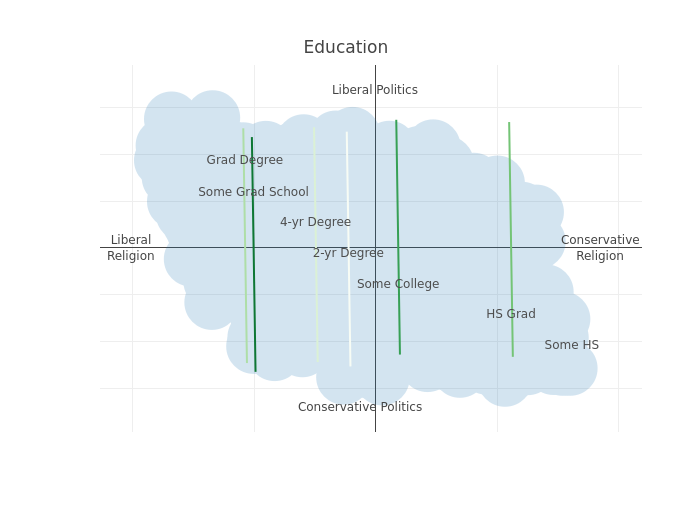 Education
Liberal Politics
Grad Degree
Some Grad School
4-yr Degree
Liberal
Religion
Conservative
Religion
2-yr Degree
Some College
HS Grad
Some HS
Conservative Politics